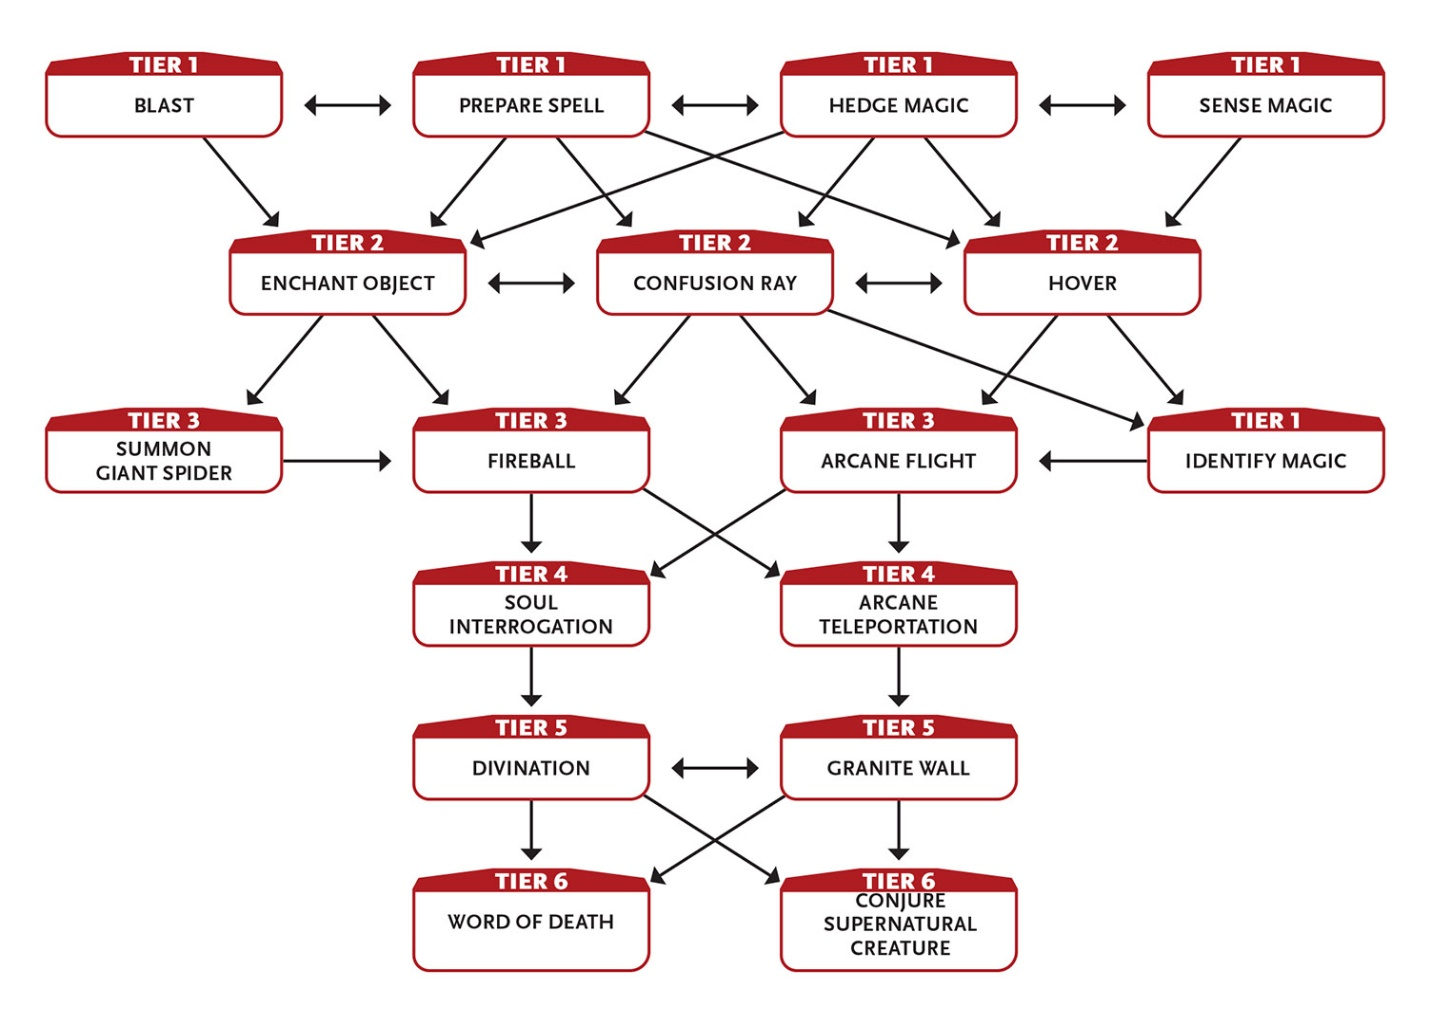 TIER 1
BLAST
TIER 1
PREPARE SPELL
TIER 1
HEDGE MAGIC
TIER 1
SENSE MAGIC
TIER 2
ENCHANT OBJECT
TIER 2
CONFUSION RAY
TIER 2
HOVER
TIER 3
SUMMON
GIANT SPIDER
TIER 3
FIREBALL
TIER 3
ARCANE FLIGHT
TIER 1
IDENTIFY MAGIC
TIER 4
SOUL
INTERROGATION
TIER 4
ARCANE
TELEPORTATION
TIER 5
DIVINATION
TIER 5
GRANITE WALL
TIER 6
WORD OF DEATH
TIER 6
CONJURE
SUPERNATURAL
CREATURE